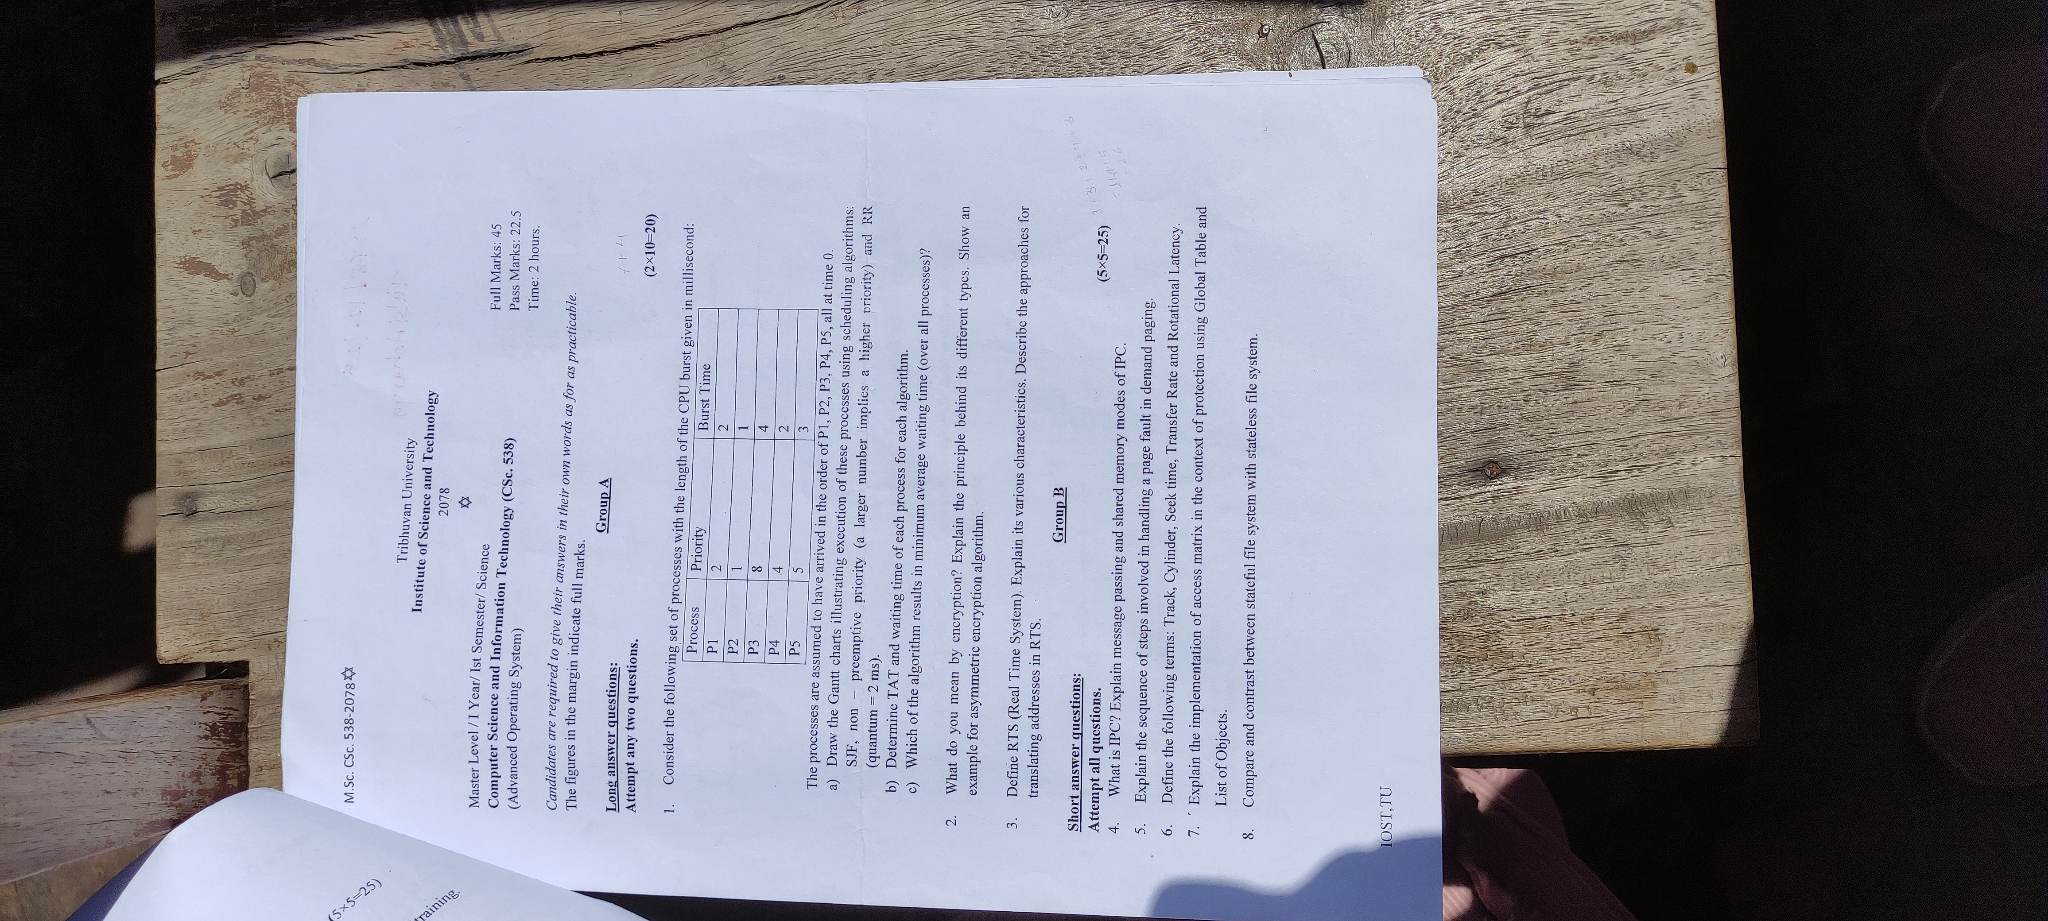 M.Sc. CSc. 538-2078✡
Tribhuvan University
Institute of Science and Technology
2078
✡
Master Level / I Year/ Ist Semester/ Science
Computer Science and Information Technology (CSc. 538)
(Advanced Operating System)
Full Marks: 45
Pass Marks: 22.5
Time: 2 hours.
Candidates are required to give their answers in their own words as for as practicable.
The figures in the margin indicate full marks.
Group A
Long answer questions:
Attempt any two questions. (2×10=20)
1. Consider the following set of processes with the length of the CPU burst given in millisecond:
Process Priority Burst Time
P1 2 2
P2 1 1
P3 8 4
P4 4 2
P5 5 3
The processes are assumed to have arrived in the order of P1, P2, P3, P4, P5, all at time 0.
a) Draw the Gantt charts illustrating execution of these processes using scheduling algorithms:
SJF, non – preemptive priority (a larger number implies a higher priority) and RR
(quantum = 2 ms).
b) Determine TAT and waiting time of each process for each algorithm.
c) Which of the algorithm results in minimum average waiting time (over all processes)?
2. What do you mean by encryption? Explain the principle behind its different types. Show an
example for asymmetric encryption algorithm.
3. Define RTS (Real Time System). Explain its various characteristics. Describe the approaches for
translating addresses in RTS.
Group B
Short answer questions:
Attempt all questions. (5×5=25)
4. What is IPC? Explain message passing and shared memory modes of IPC.
5. Explain the sequence of steps involved in handling a page fault in demand paging.
6. Define the following terms: Track, Cylinder, Seek time, Transfer Rate and Rotational Latency.
7. Explain the implementation of access matrix in the context of protection using Global Table and
List of Objects.
8. Compare and contrast between stateful file system with stateless file system.
IOST,TU
(5×5=25)
raining.